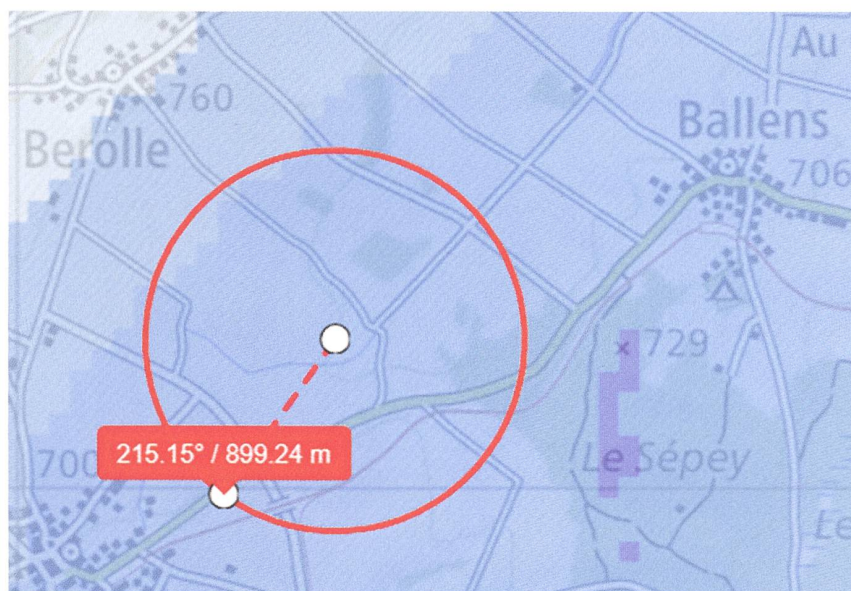 Au
760
Ballens
Berolle
706
729
215.15° / 899.24 m
700
Le Sépey
Le